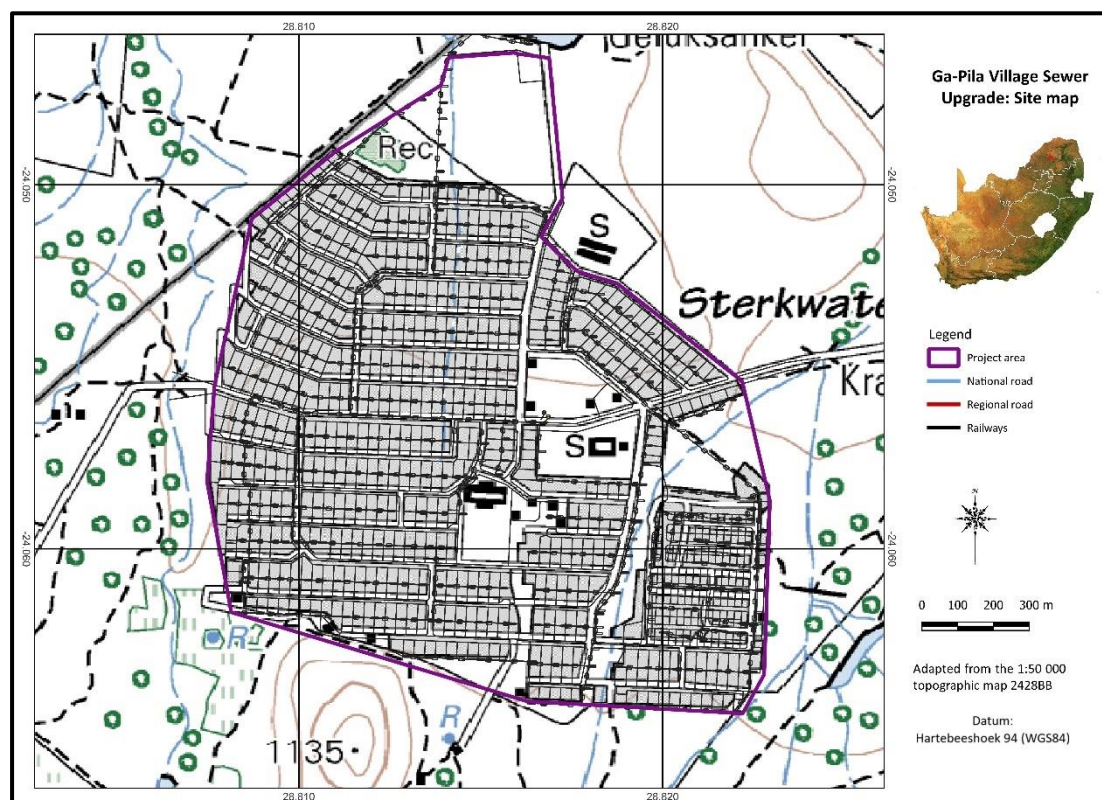 28.810
28.820
Geluksanker
Rec
-24.050
-24.050
S
Sterkwate
Kra
S
-24.060
-24.060
R
R
1135
28.810
28.820
Ga-Pila Village Sewer
Upgrade: Site map
Legend
Project area
National road
Regional road
Railways
N
0 100 200 300 m
Adapted from the 1:50 000
topographic map 2428BB
Datum:
Hartebeeshoek 94 (WGS84)